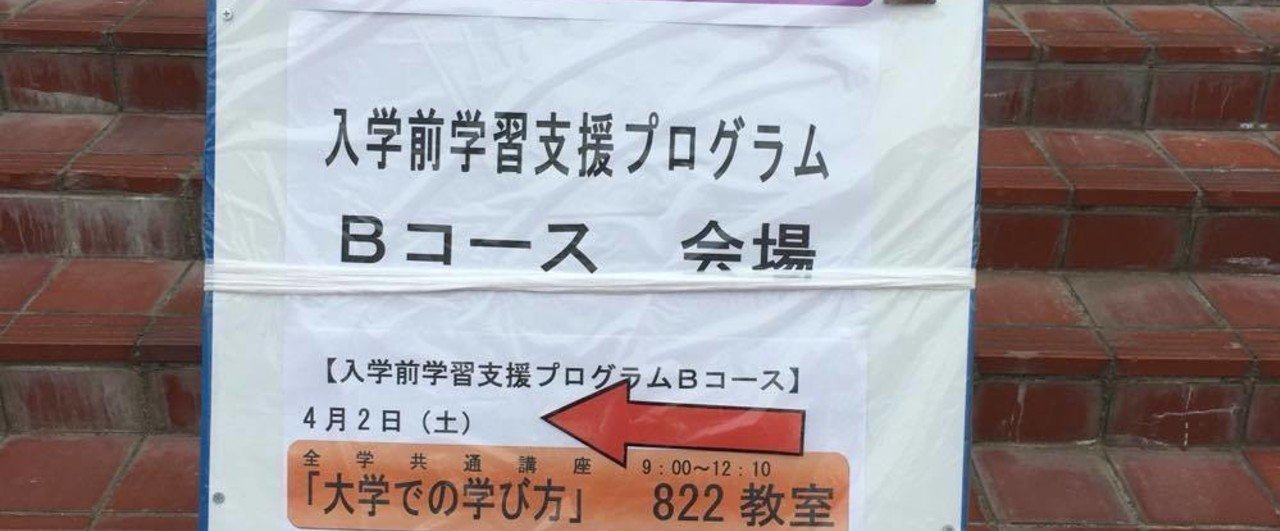 入学前学習支援プログラム
Bコース 会場
【入学前学習支援プログラムBコース】
4月2日（土）
全学共通講座 9:00～12:10
「大学での学び方」 822教室